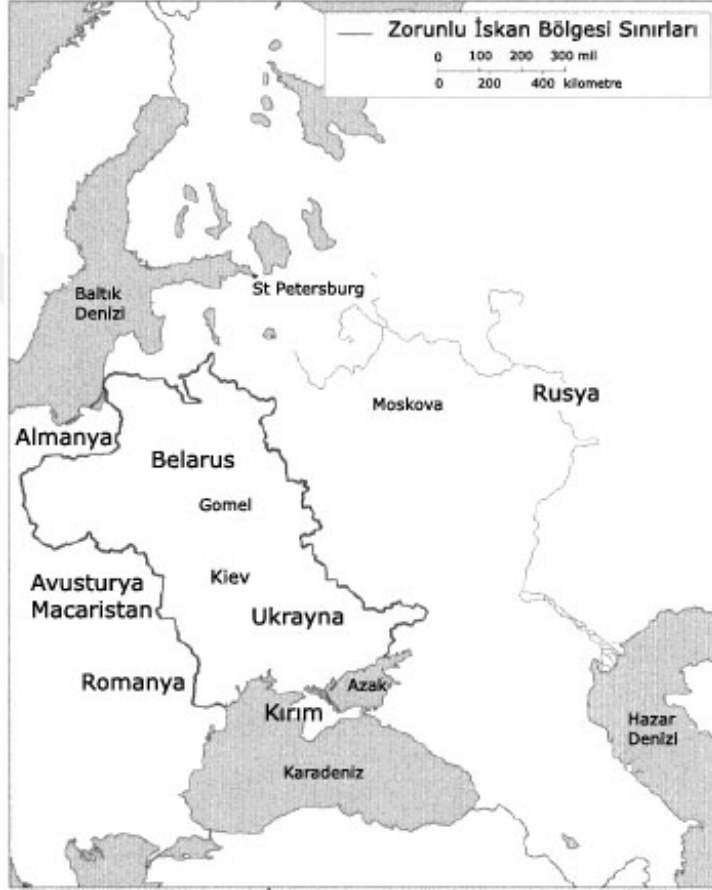 Zorunlu İskan Bölgesi Sınırları
0 100 200 300 mil
0 200 400 kilometre
St Petersburg
Baltık
Denizi
Moskova
Rusya
Almanya
Belarus
Gomel
Kiev
Avusturya
Macaristan
Ukrayna
Romanya
Azak
Kırım
Hazar
Denizi
Karadeniz